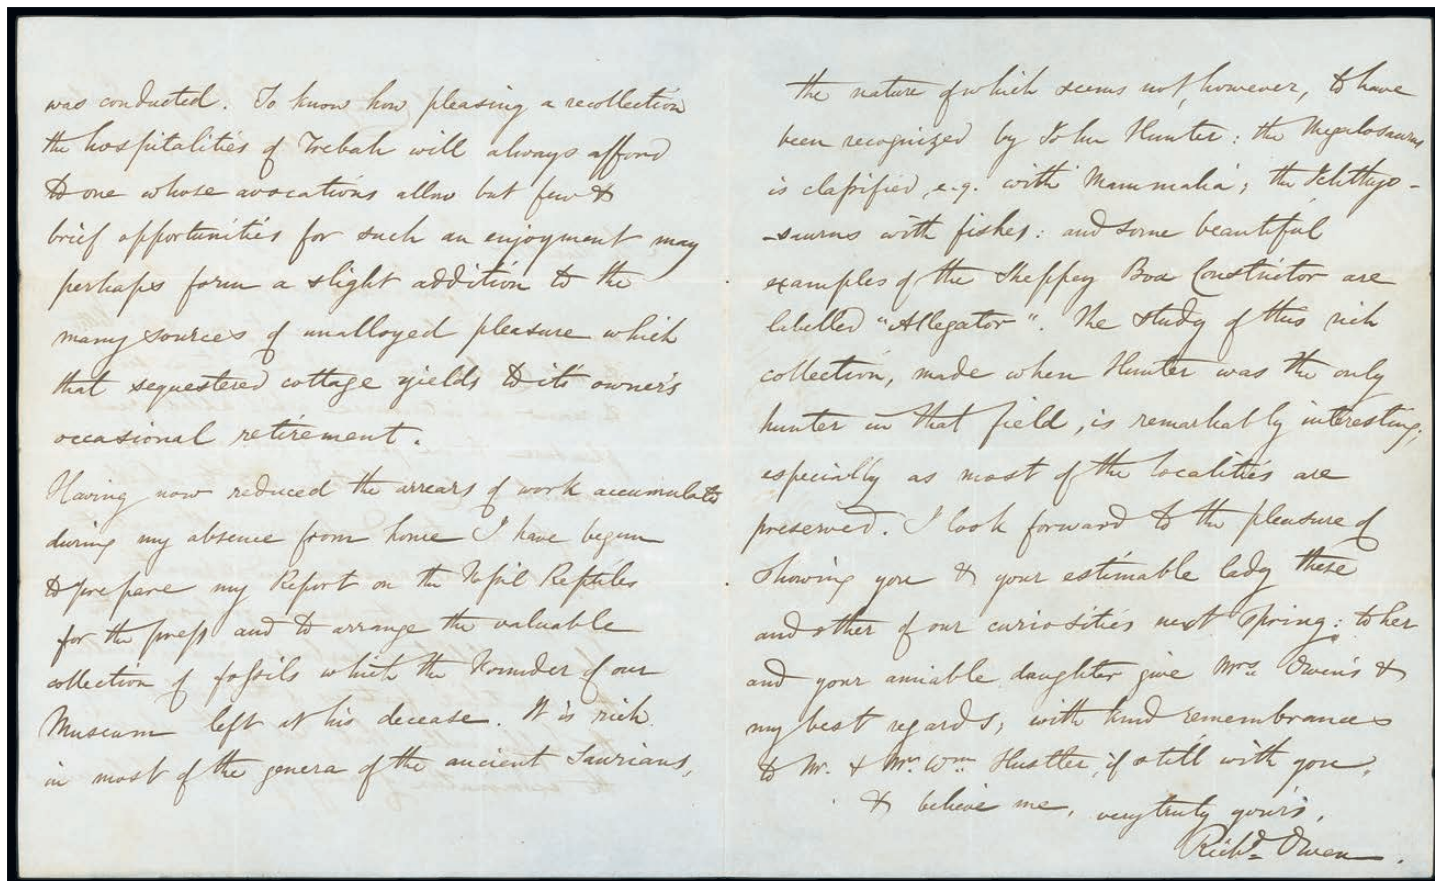 was conducted. To know how pleasing a recollection
the hospitalities of Trebah will always afford
to one whose avocations allow but few &
brief opportunities for such an enjoyment may
perhaps form a slight addition to the
many sources of unalloyed pleasure which
that sequestered cottage yields to it's owner's
occasional retirement.
Having now reduced the arrears of work accumulated
during my absence from home I have begun
to prepare my Report on the Fossil Reptiles
for the press and to arrange the valuable
collection of fossils which the Founder of our
Museum left at his decease. It is rich
in most of the genera of the ancient Saurians,
the nature of which seems not, however, to have
been recognized by John Hunter: the Megalosaurus
is classified, e.g. with Mammalia; the Ichthyo-
-saurus with fishes: and some beautiful
examples of the Sheppey Boa Constrictor are
labelled "Allegator". The study of this rich
collection, made when Hunter was the only
hunter in that field, is remarkably interesting;
especially as most of the localities are
preserved. I look forward to the pleasure of
showing you & your estimable lady these
and other of our curiosities next Spring: to her
and your amiable daughter give Mrs. Owen's &
my best regards, with kind remembrances
to Mr. & Mrs. Wm. Hustler, if still with you,
& believe me, very truly yours,
Richd. Owen.